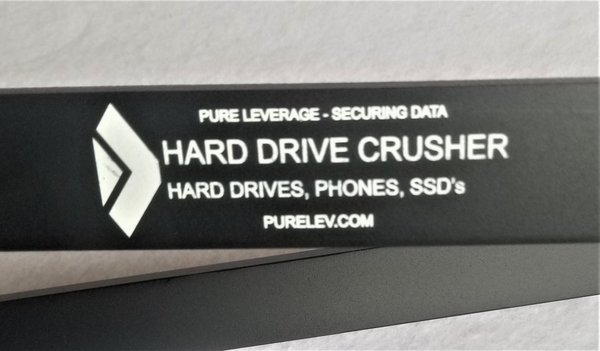 PURE LEVERAGE - SECURING DATA
HARD DRIVE CRUSHER
HARD DRIVES, PHONES, SSD's
PURELEV.COM